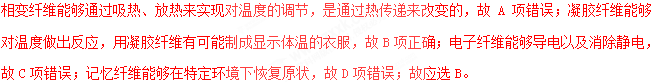 相变纤维能够通过吸热、放热来实现对温度的调节，是通过热传递来改变的，故 A 项错误；凝胶纤维能够
对温度做出反应，用凝胶纤维有可能制成显示体温的衣服，故 B 项正确；电子纤维能够导电以及消除静电，
故 C 项错误；记忆纤维能够在特定环境下恢复原状，故 D 项错误；故应选 B。